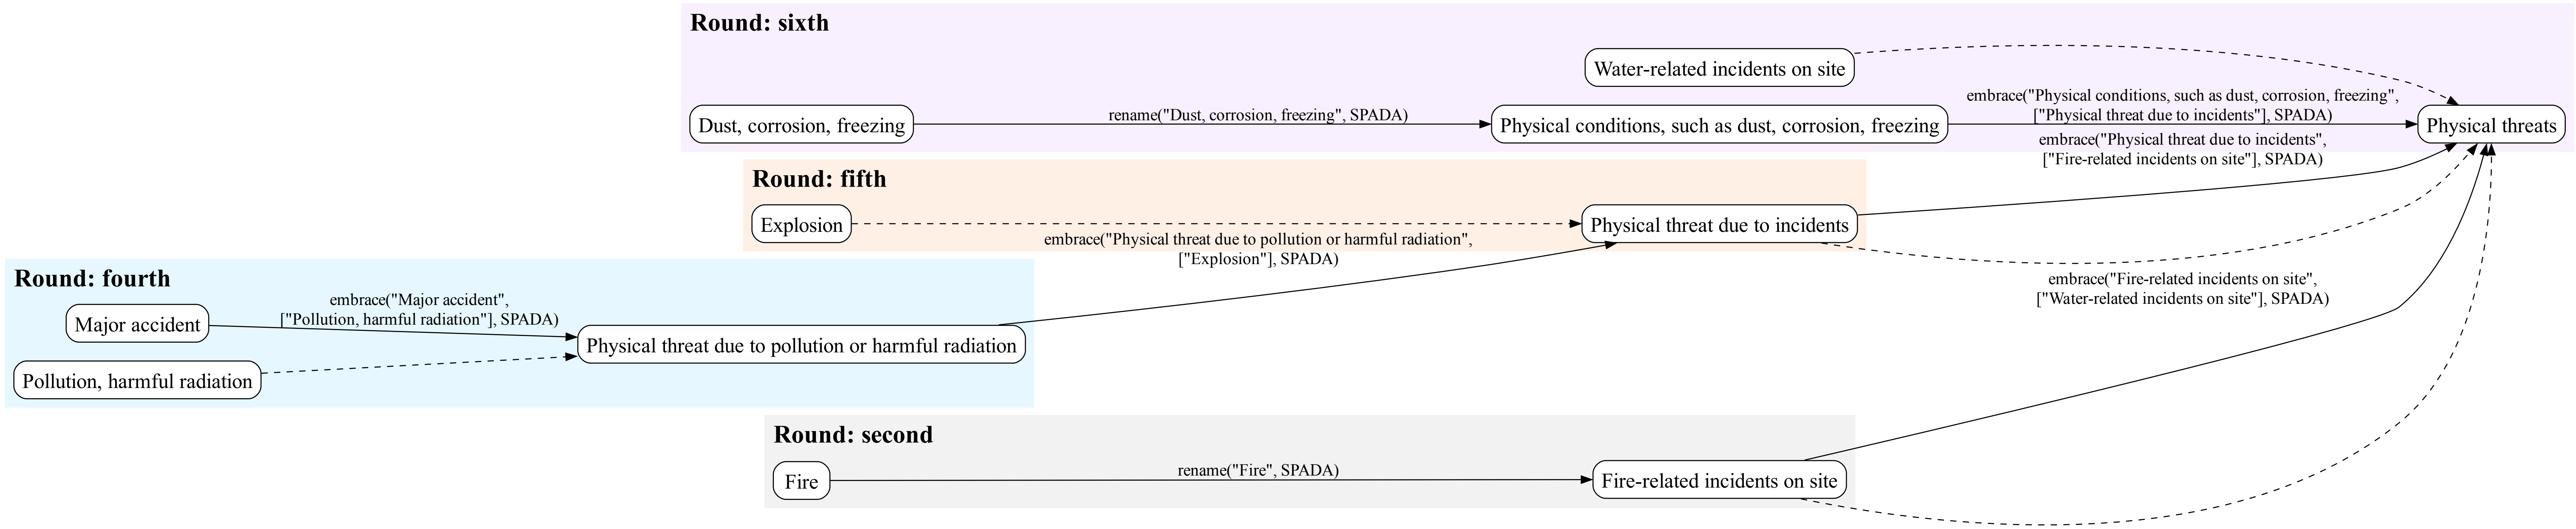 Round: sixth
Water-related incidents on site
Dust, corrosion, freezing
rename("Dust, corrosion, freezing", SPADA)
Physical conditions, such as dust, corrosion, freezing
embrace("Physical conditions, such as dust, corrosion, freezing",
["Physical threat due to incidents"], SPADA)
Physical threats
embrace("Physical threat due to incidents",
["Fire-related incidents on site"], SPADA)
Round: fifth
Explosion
Physical threat due to incidents
embrace("Physical threat due to pollution or harmful radiation",
["Explosion"], SPADA)
Round: fourth
Major accident
embrace("Major accident",
["Pollution, harmful radiation"], SPADA)
Physical threat due to pollution or harmful radiation
Pollution, harmful radiation
embrace("Fire-related incidents on site",
["Water-related incidents on site"], SPADA)
Round: second
Fire
rename("Fire", SPADA)
Fire-related incidents on site